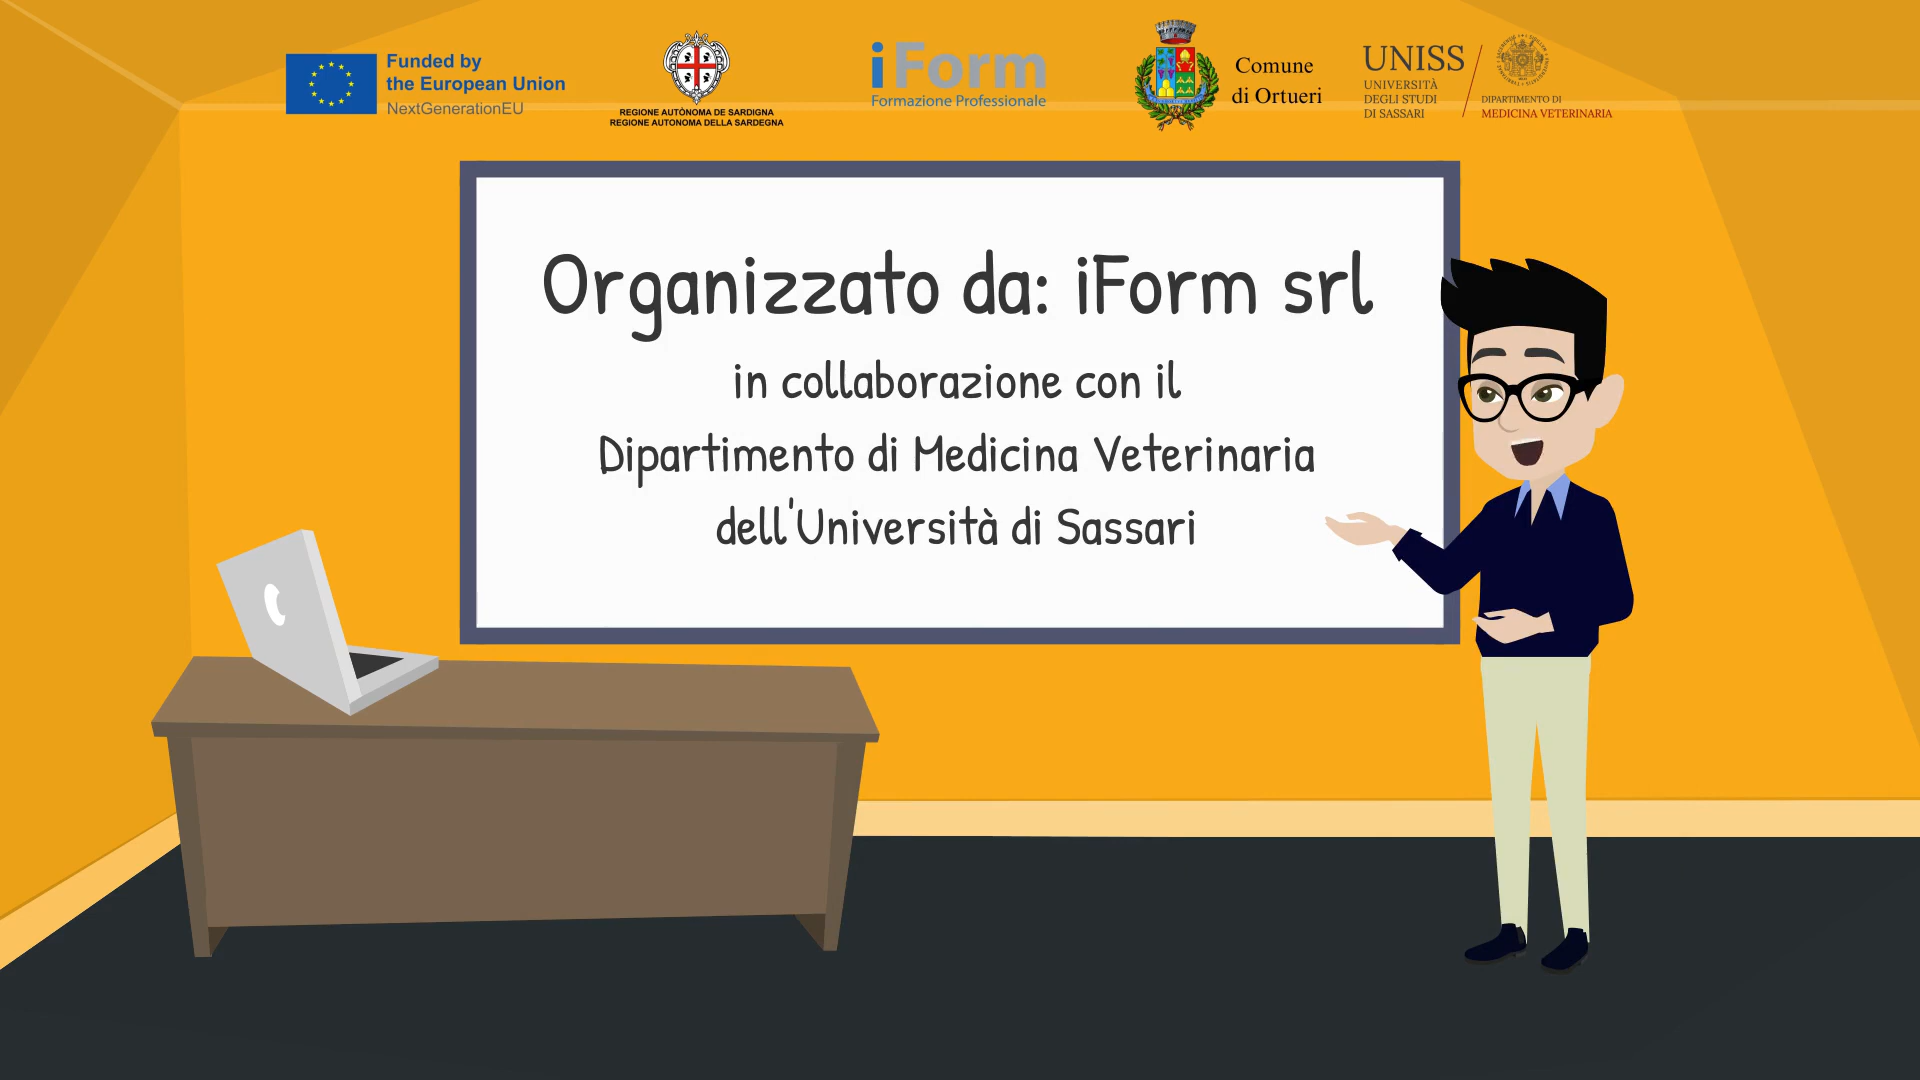 Funded by
the European Union
NextGenerationEU
REGIONE AUTÒNOMA DE SARDIGNA
REGIONE AUTONOMA DELLA SARDEGNA
iForm
Formazione Professionale
Comune
di Ortueri
UNISS
UNIVERSITÀ
DEGLI STUDI
DI SASSARI
DIPARTIMENTO DI
MEDICINA VETERINARIA
Organizzato da: iForm srl
in collaborazione con il
Dipartimento di Medicina Veterinaria
dell'Università di Sassari